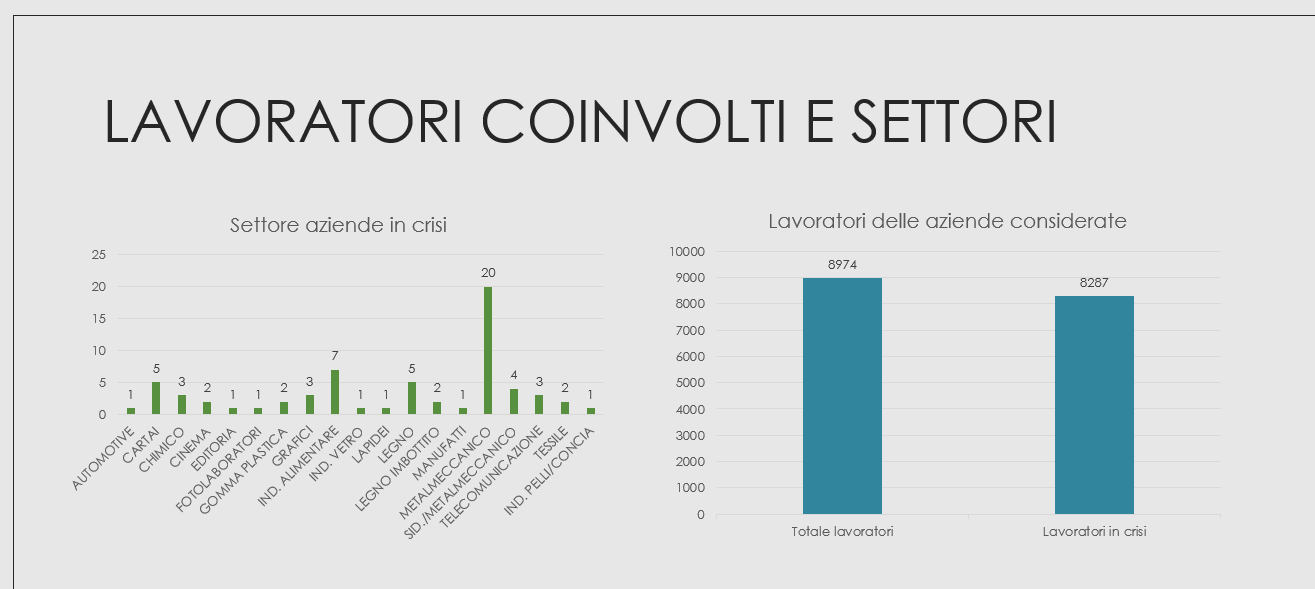 LAVORATORI COINVOLTI E SETTORI
Settore aziende in crisi
25
20
15
10
5
0
1
5
3
2
1
1
2
3
7
1
1
5
2
1
20
4
3
2
1
AUTOMOTIVE
CARTAI
CHIMICO
CINEMA
EDITORIA
FOTOLABORATORI
GOMMA PLASTICA
GRAFICI
IND. ALIMENTARE
IND. VETRO
LAPIDEI
LEGNO
LEGNO IMBOTTITO
MANUFATTI
METALMECCANICO
SID./METALMECCANICO
TELECOMUNICAZIONE
TESSILE
IND. PELLI/CONCIA
Lavoratori delle aziende considerate
10000
9000
8000
7000
6000
5000
4000
3000
2000
1000
0
8974
8287
Totale lavoratori
Lavoratori in crisi